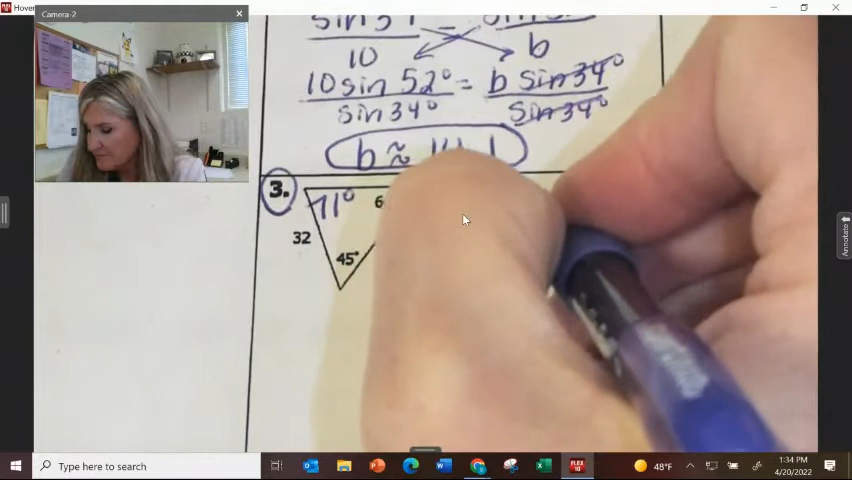 Hover
Camera-2
10
b
10 sin 52° = b sin 34°
sin 34° sin 34°
b ≈
3.
71°
32
45°
Annotate
Type here to search
48°F
1:34 PM
4/20/2022